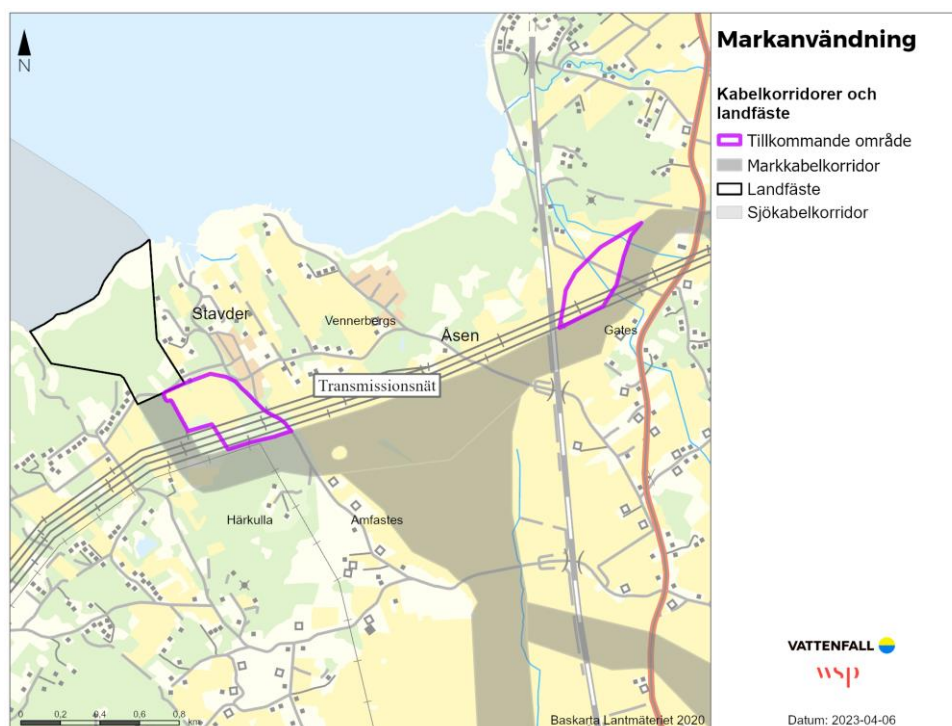 N
Markanvändning
Kabelkorridorer och
landfäste
Tillkommande område
Markkabelkorridor
Landfäste
Sjökabelkorridor
Stavder
Vennerbergs
Åsen
Gates
Transmissionsnät
Härkulla
Amfastes
0 0,2 0,4 0,6 0,8
km
Baskarta Lantmäteriet 2020
VATTENFALL
wsp
Datum: 2023-04-06